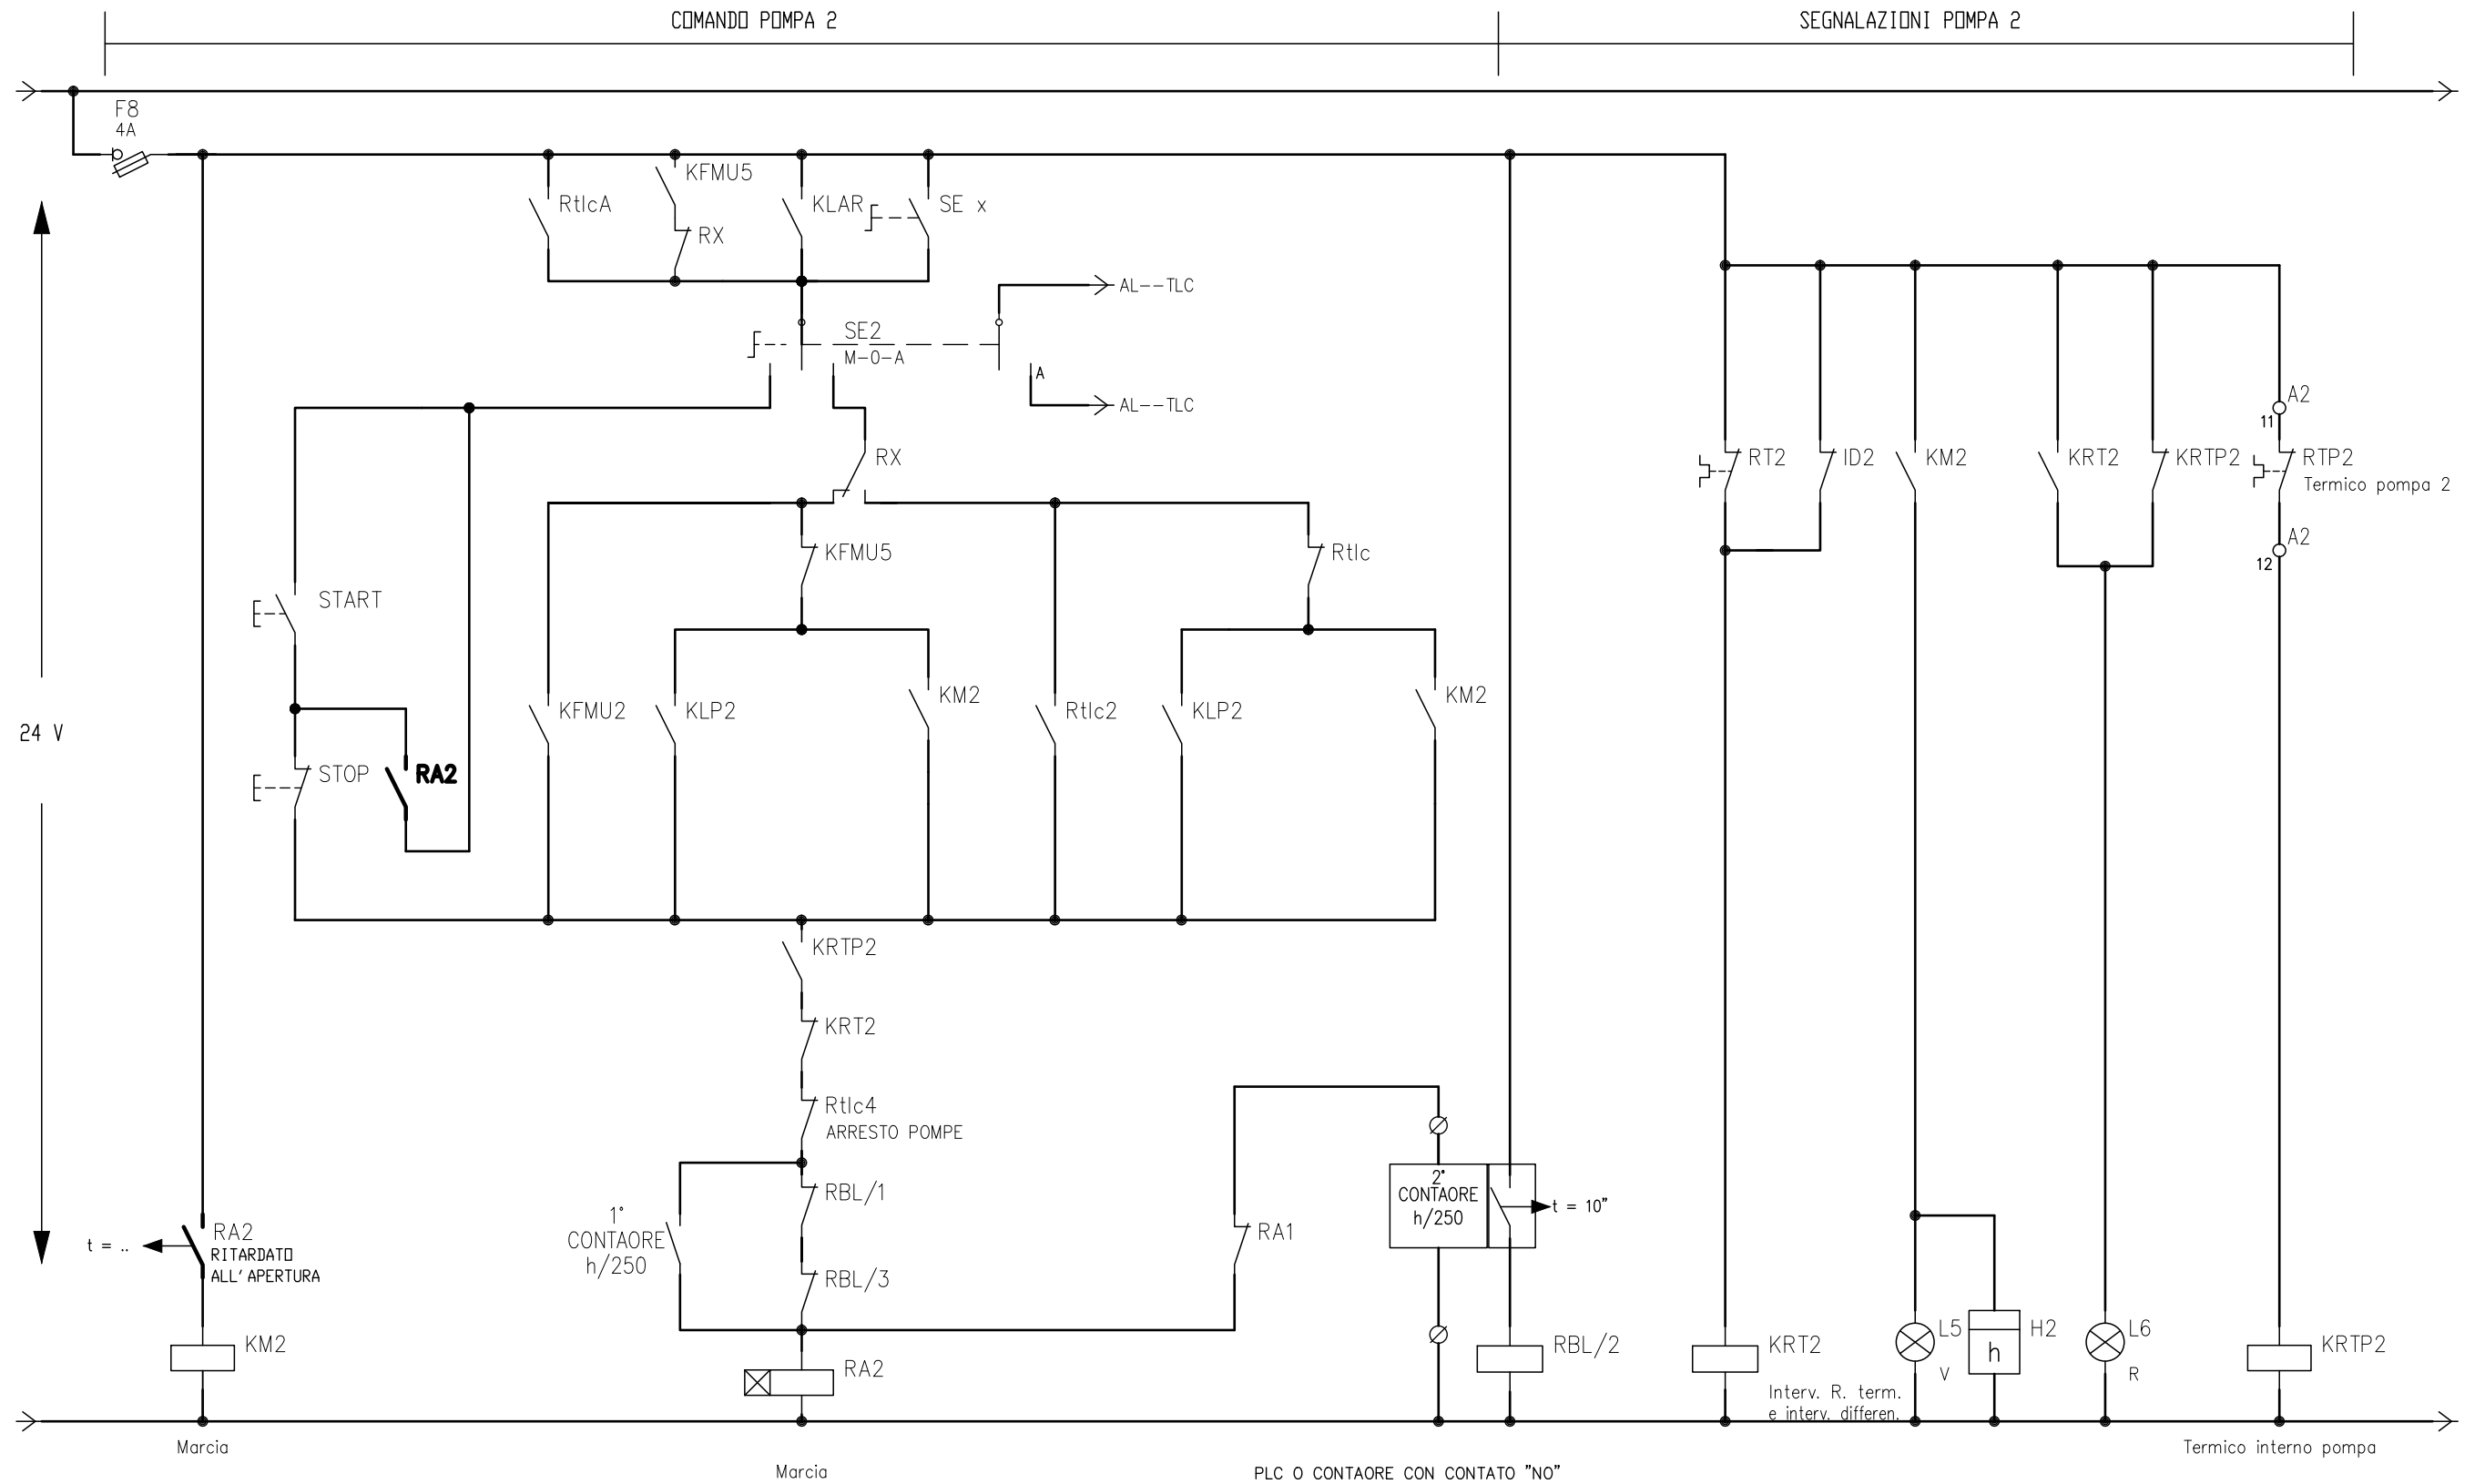 COMANDO POMPA 2
SEGNALAZIONI POMPA 2
F8
4A
KFMU5
RtlcA
KLAR
SE x
RX
AL--TLC
SE2
M-O-A
A
AL--TLC
A2
11
RX
RT2
ID2
KM2
KRT2
KRTP2
RTP2
Termico pompa 2
KFMU5
Rtlc
A2
12
START
KM2
KM2
KFMU2
KLP2
Rtlc2
KLP2
24 V
STOP
RA2
KRTP2
KRT2
Rtlc4
ARRESTO POMPE
2°
CONTAORE
h/250
t = 10"
RBL/1
1°
CONTAORE
h/250
RA1
RA2
RITARDATO
ALL' APERTURA
t = ..
RBL/3
KM2
RA2
RBL/2
KRT2
L5
V
H2
h
L6
R
KRTP2
Interv. R. term.
e interv. differen.
Marcia
Termico interno pompa
Marcia
PLC O CONTAORE CON CONTATO "NO"